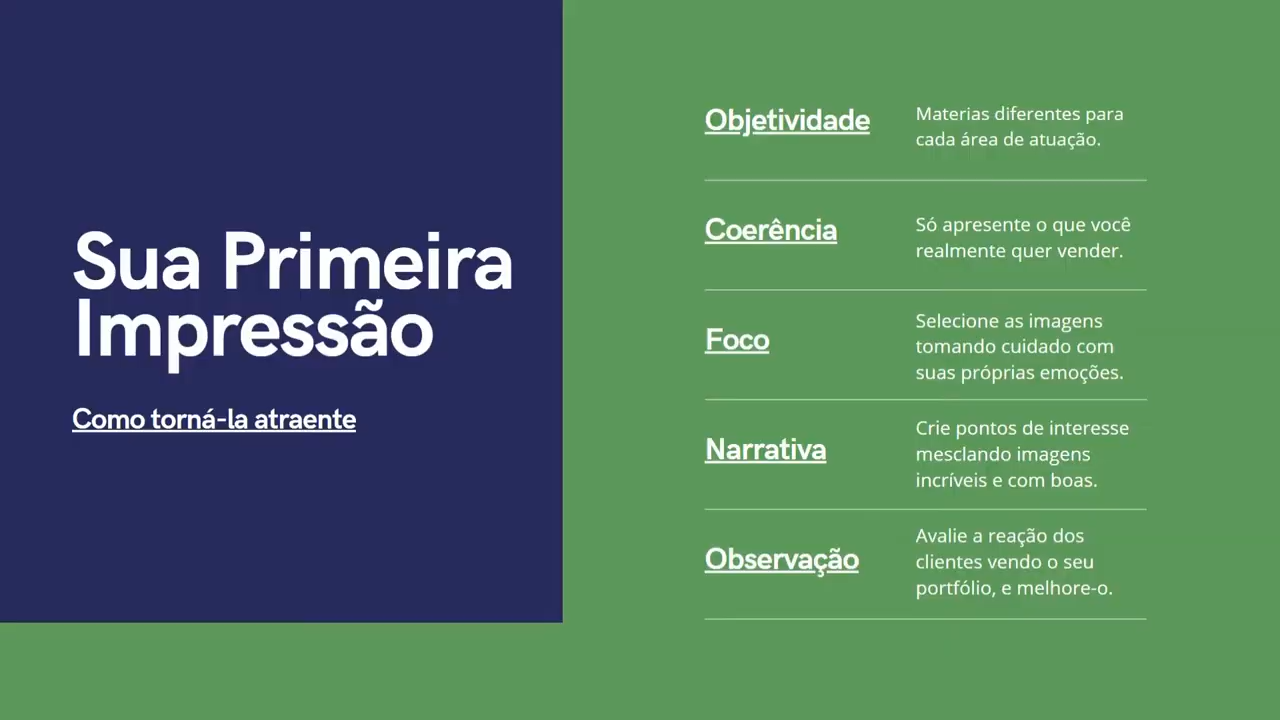 Sua Primeira
Impressão
Como torná-la atraente
Objetividade
Materias diferentes para
cada área de atuação.
Coerência
Só apresente o que você
realmente quer vender.
Foco
Selecione as imagens
tomando cuidado com
suas próprias emoções.
Narrativa
Crie pontos de interesse
mesclando imagens
incríveis e com boas.
Observação
Avalie a reação dos
clientes vendo o seu
portfólio, e melhore-o.